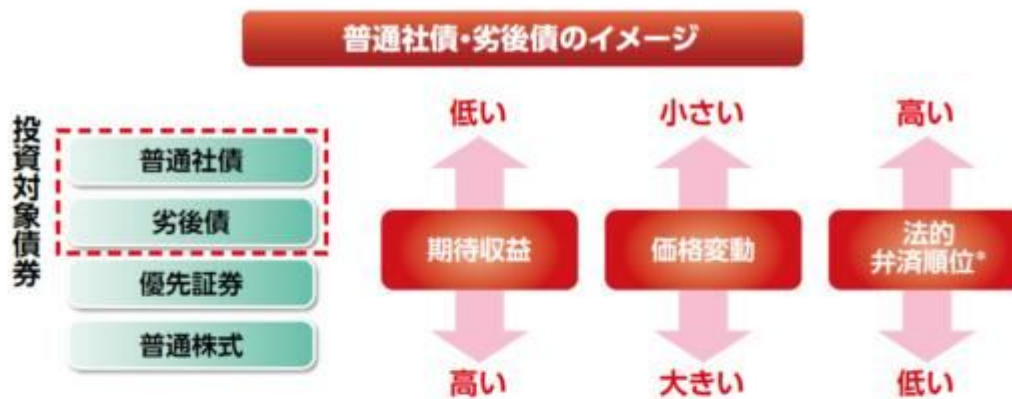 普通社債・劣後債のイメージ
投資対象債券
普通社債
劣後債
優先証券
普通株式
低い
期待収益
高い
小さい
価格変動
大きい
高い
法的
弁済順位*
低い